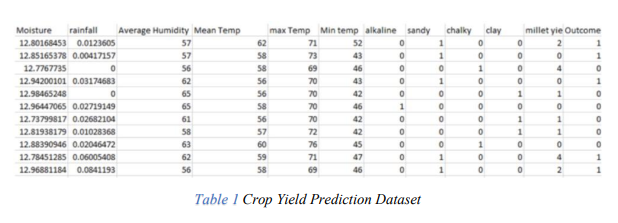 Moisture rainfall Average Humidity Mean Temp max Temp Min temp alkaline sandy chalky clay millet yie Outcome
12.80168453 0.0123605 57 62 71 52 0 1 0 0 2 1
12.85165378 0.00417157 57 58 73 43 0 1 0 0 0 1
12.7767735 0 56 58 69 46 0 0 1 0 4 0
12.94200101 0.03174683 62 56 70 43 0 1 0 0 0 1
12.98465248 0 65 56 70 42 0 0 0 1 1 0
12.96447065 0.02719149 65 58 70 46 1 0 0 0 0 0
12.73799817 0.02682104 61 56 70 42 0 0 0 1 1 0
12.81938179 0.01028368 58 57 72 42 0 0 0 1 1 0
12.88390946 0.02046472 63 60 76 45 0 0 1 0 0 0
12.78451285 0.06005408 62 59 71 47 0 1 0 0 4 1
12.96881184 0.0841193 56 58 69 46 0 1 0 0 2 1
Table 1 Crop Yield Prediction Dataset